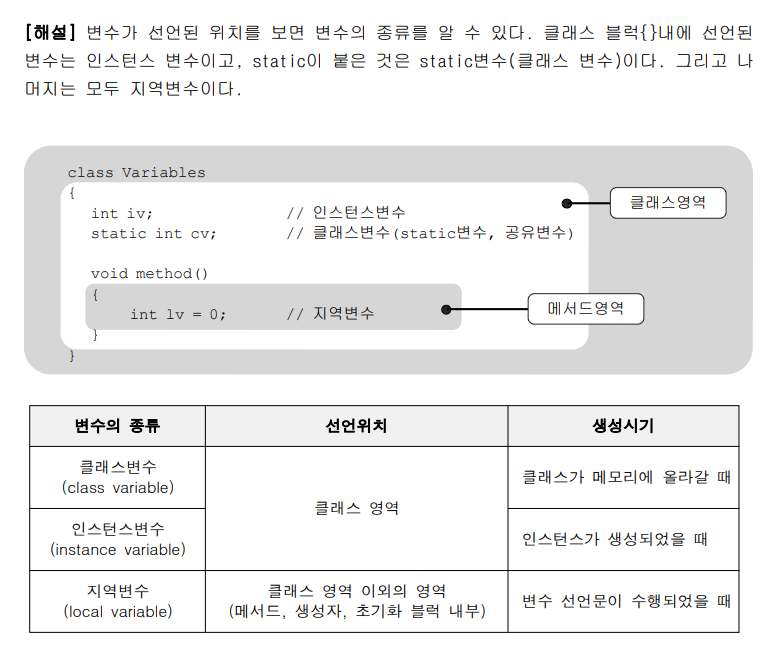 [해설] 변수가 선언된 위치를 보면 변수의 종류를 알 수 있다. 클래스 블럭{}내에 선언된
변수는 인스턴스 변수이고, static이 붙은 것은 static변수(클래스 변수)이다. 그리고 나
머지는 모두 지역변수이다.
class Variables
{
int iv; // 인스턴스변수
클래스영역
static int cv; // 클래스변수(static변수, 공유변수)
void method()
{
int lv = 0; // 지역변수
메서드영역
}
}
변수의 종류 선언위치 생성시기
클래스변수
(class variable)
클래스 영역
클래스가 메모리에 올라갈 때
인스턴스변수
(instance variable)
인스턴스가 생성되었을 때
지역변수
(local variable)
클래스 영역 이외의 영역
(메서드, 생성자, 초기화 블럭 내부)
변수 선언문이 수행되었을 때